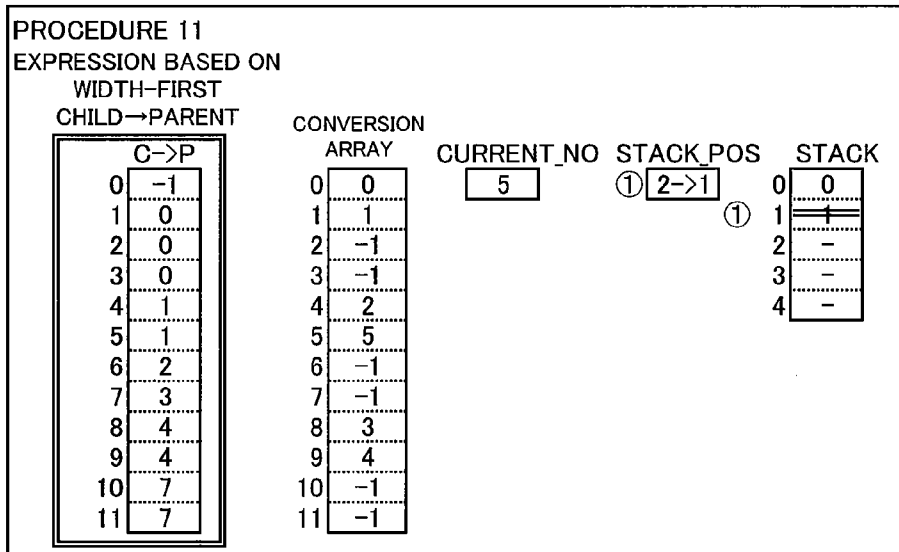 PROCEDURE 11
EXPRESSION BASED ON
WIDTH-FIRST
CHILD→PARENT
CONVERSION
ARRAY
CURRENT_NO STACK_POS STACK
C->P
0 -1 0 0 5 ① 2->1 0 0
1 0 1 1 ① 1 1
2 0 2 -1 2 -
3 0 3 -1 3 -
4 1 4 2 4 -
5 1 5 5
6 2 6 -1
7 3 7 -1
8 4 8 3
9 4 9 4
10 7 10 -1
11 7 11 -1